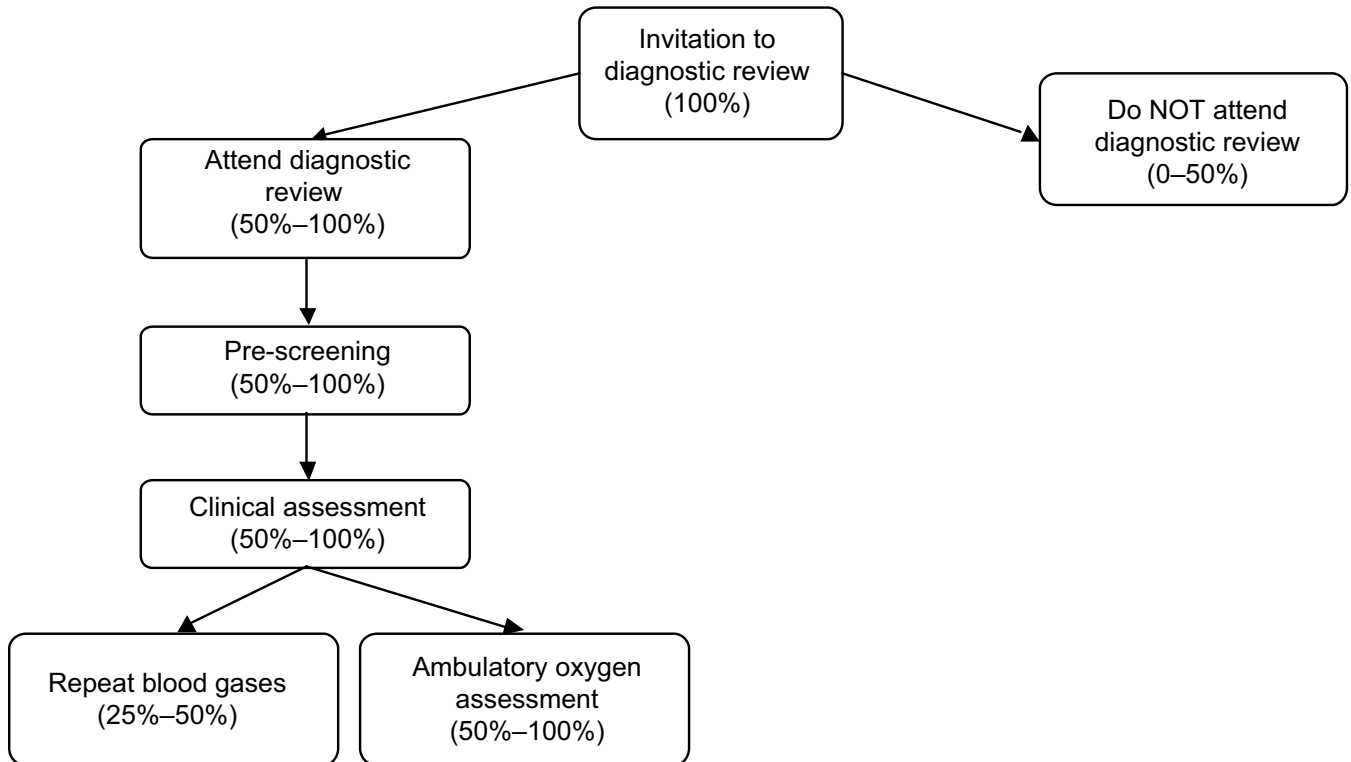 Invitation to
diagnostic review
(100%)
Do NOT attend
diagnostic review
(0–50%)
Attend diagnostic
review
(50%–100%)
Pre-screening
(50%–100%)
Clinical assessment
(50%–100%)
Repeat blood gases
(25%–50%)
Ambulatory oxygen
assessment
(50%–100%)